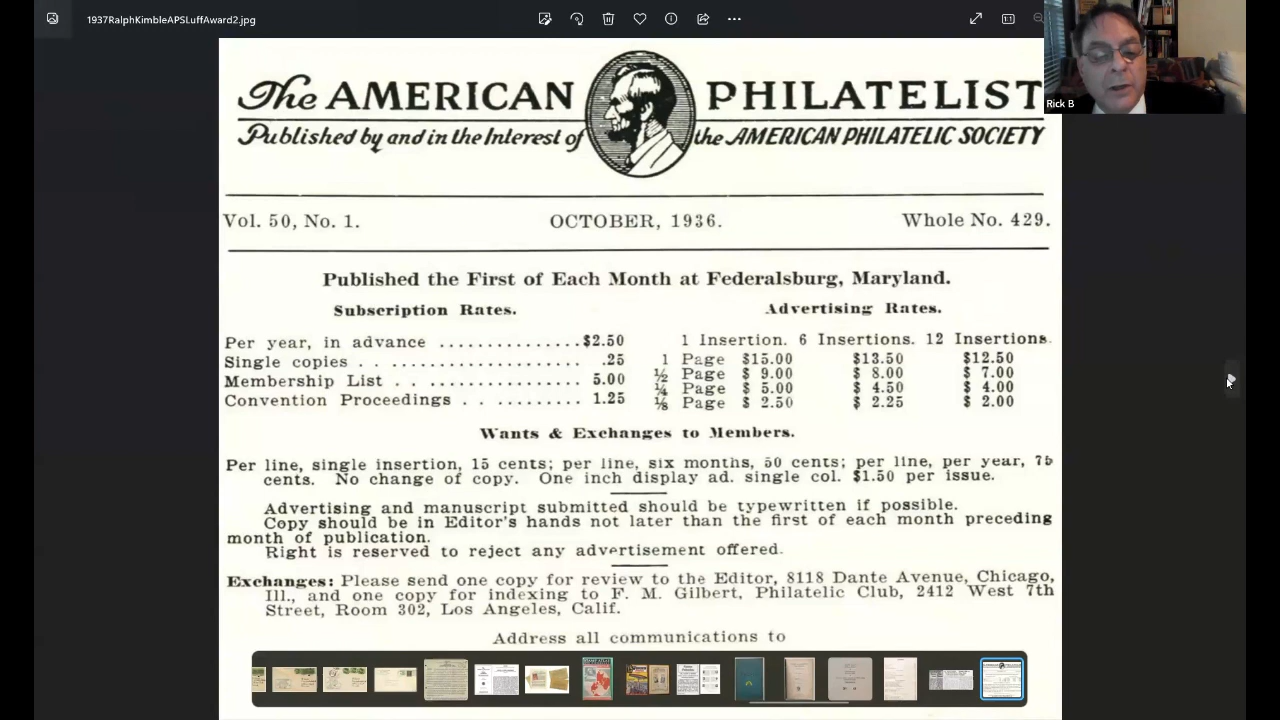 1937RalphKimbleAPSLuffAward2.jpg
Rick B
The AMERICAN PHILATELIST
Published by and in the Interest of the AMERICAN PHILATELIC SOCIETY
Vol. 50, No. 1. OCTOBER, 1936. Whole No. 429.
Published the First of Each Month at Federalsburg, Maryland.
Subscription Rates. Advertising Rates.
Per year, in advance ...............$2.50 1 Insertion. 6 Insertions. 12 Insertions.
Single copies . . ..................... .25 1 Page $15.00 $13.50 $12.50
Membership List . . .................. 5.00 ½ Page $ 9.00 $ 8.00 $ 7.00
Convention Proceedings . . .......... 1.25 ¼ Page $ 5.00 $ 4.50 $ 4.00
⅛ Page $ 2.50 $ 2.25 $ 2.00
Wants & Exchanges to Members.
Per line, single insertion, 15 cents; per line, six months, 50 cents; per line, per year, 75
cents. No change of copy. One inch display ad. single col. $1.50 per issue.
Advertising and manuscript submitted should be typewritten if possible.
Copy should be in Editor's hands not later than the first of each month preceding
month of publication.
Right is reserved to reject any advertisement offered.
Exchanges: Please send one copy for review to the Editor, 8118 Dante Avenue, Chicago,
Ill., and one copy for indexing to F. M. Gilbert, Philatelic Club, 2412 West 7th
Street, Room 302, Los Angeles, Calif.
Address all communications to